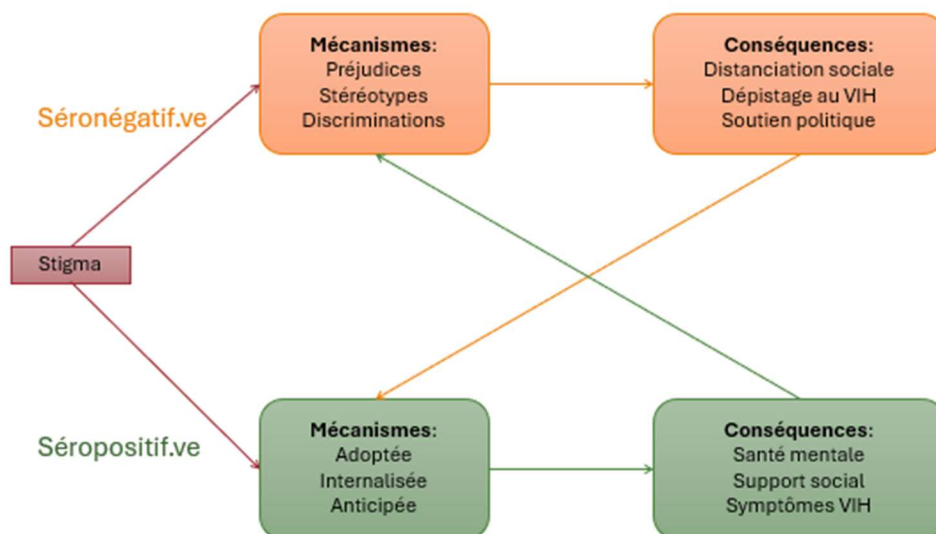 Mécanismes:
Préjudices
Stéréotypes
Discriminations
Conséquences:
Distanciation sociale
Dépistage au VIH
Soutien politique
Séronégatif.ve
Stigma
Séropositif.ve
Mécanismes:
Adoptée
Internalisée
Anticipée
Conséquences:
Santé mentale
Support social
Symptômes VIH